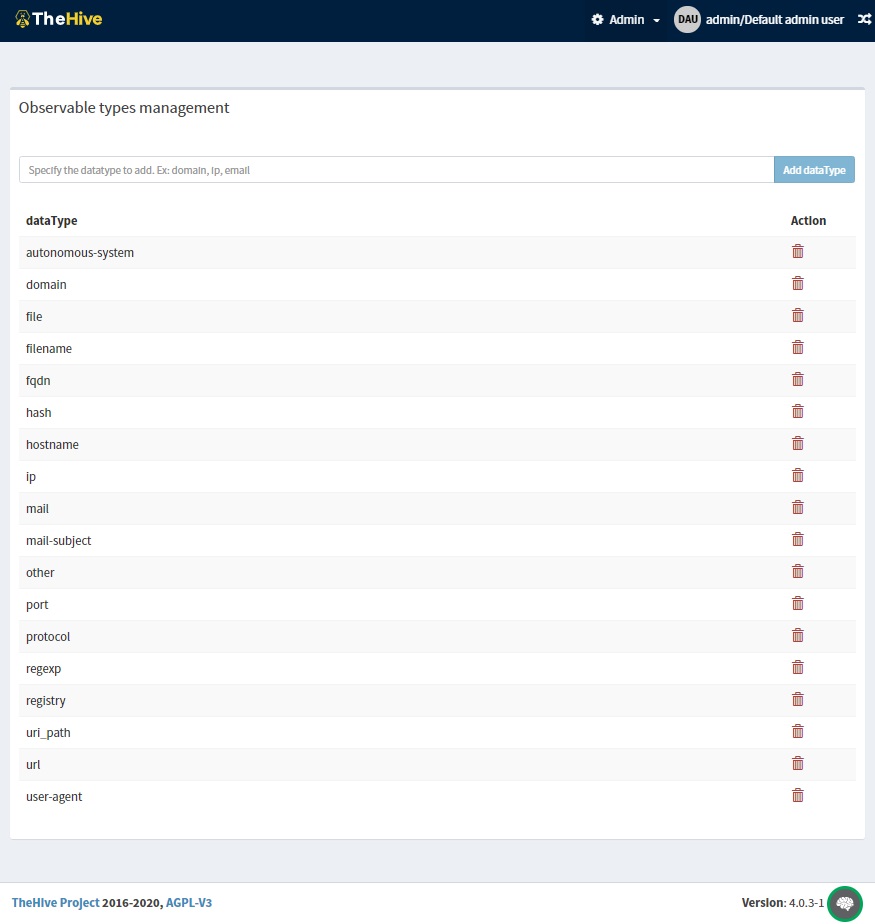 TheHive
Admin DAU admin/Default admin user
Observable types management
Specify the datatype to add. Ex: domain, ip, email Add dataType
dataType Action
autonomous-system
domain
file
filename
fqdn
hash
hostname
ip
mail
mail-subject
other
port
protocol
regexp
registry
uri_path
url
user-agent
TheHive Project 2016-2020, AGPL-V3 Version: 4.0.3-1